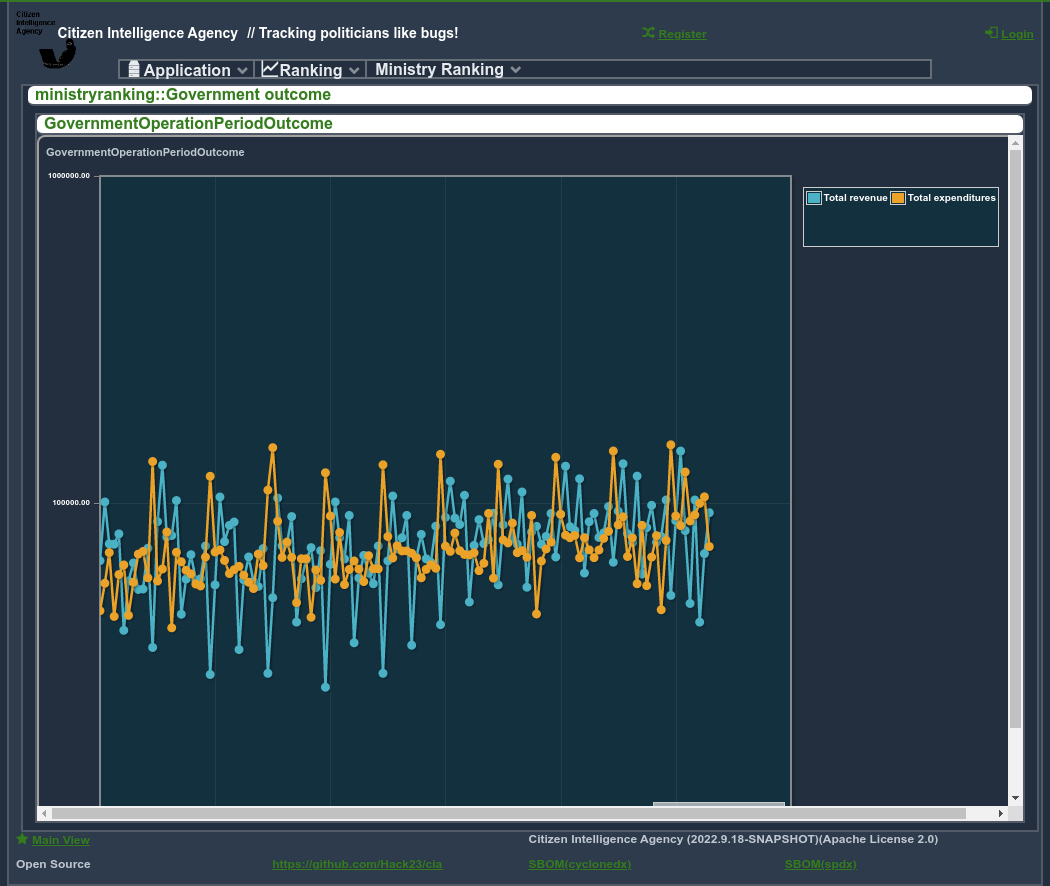 Citizen
Intelligence
Agency
Citizen Intelligence Agency // Tracking politicians like bugs!
Register
Login
Application
Ranking
Ministry Ranking
ministryranking::Government outcome
GovernmentOperationPeriodOutcome
GovernmentOperationPeriodOutcome
1000000.00
Total revenue
Total expenditures
100000.00
Main View
Citizen Intelligence Agency (2022.9.18-SNAPSHOT)(Apache License 2.0)
Open Source
https://github.com/Hack23/cia
SBOM(cyclonedx)
SBOM(spdx)